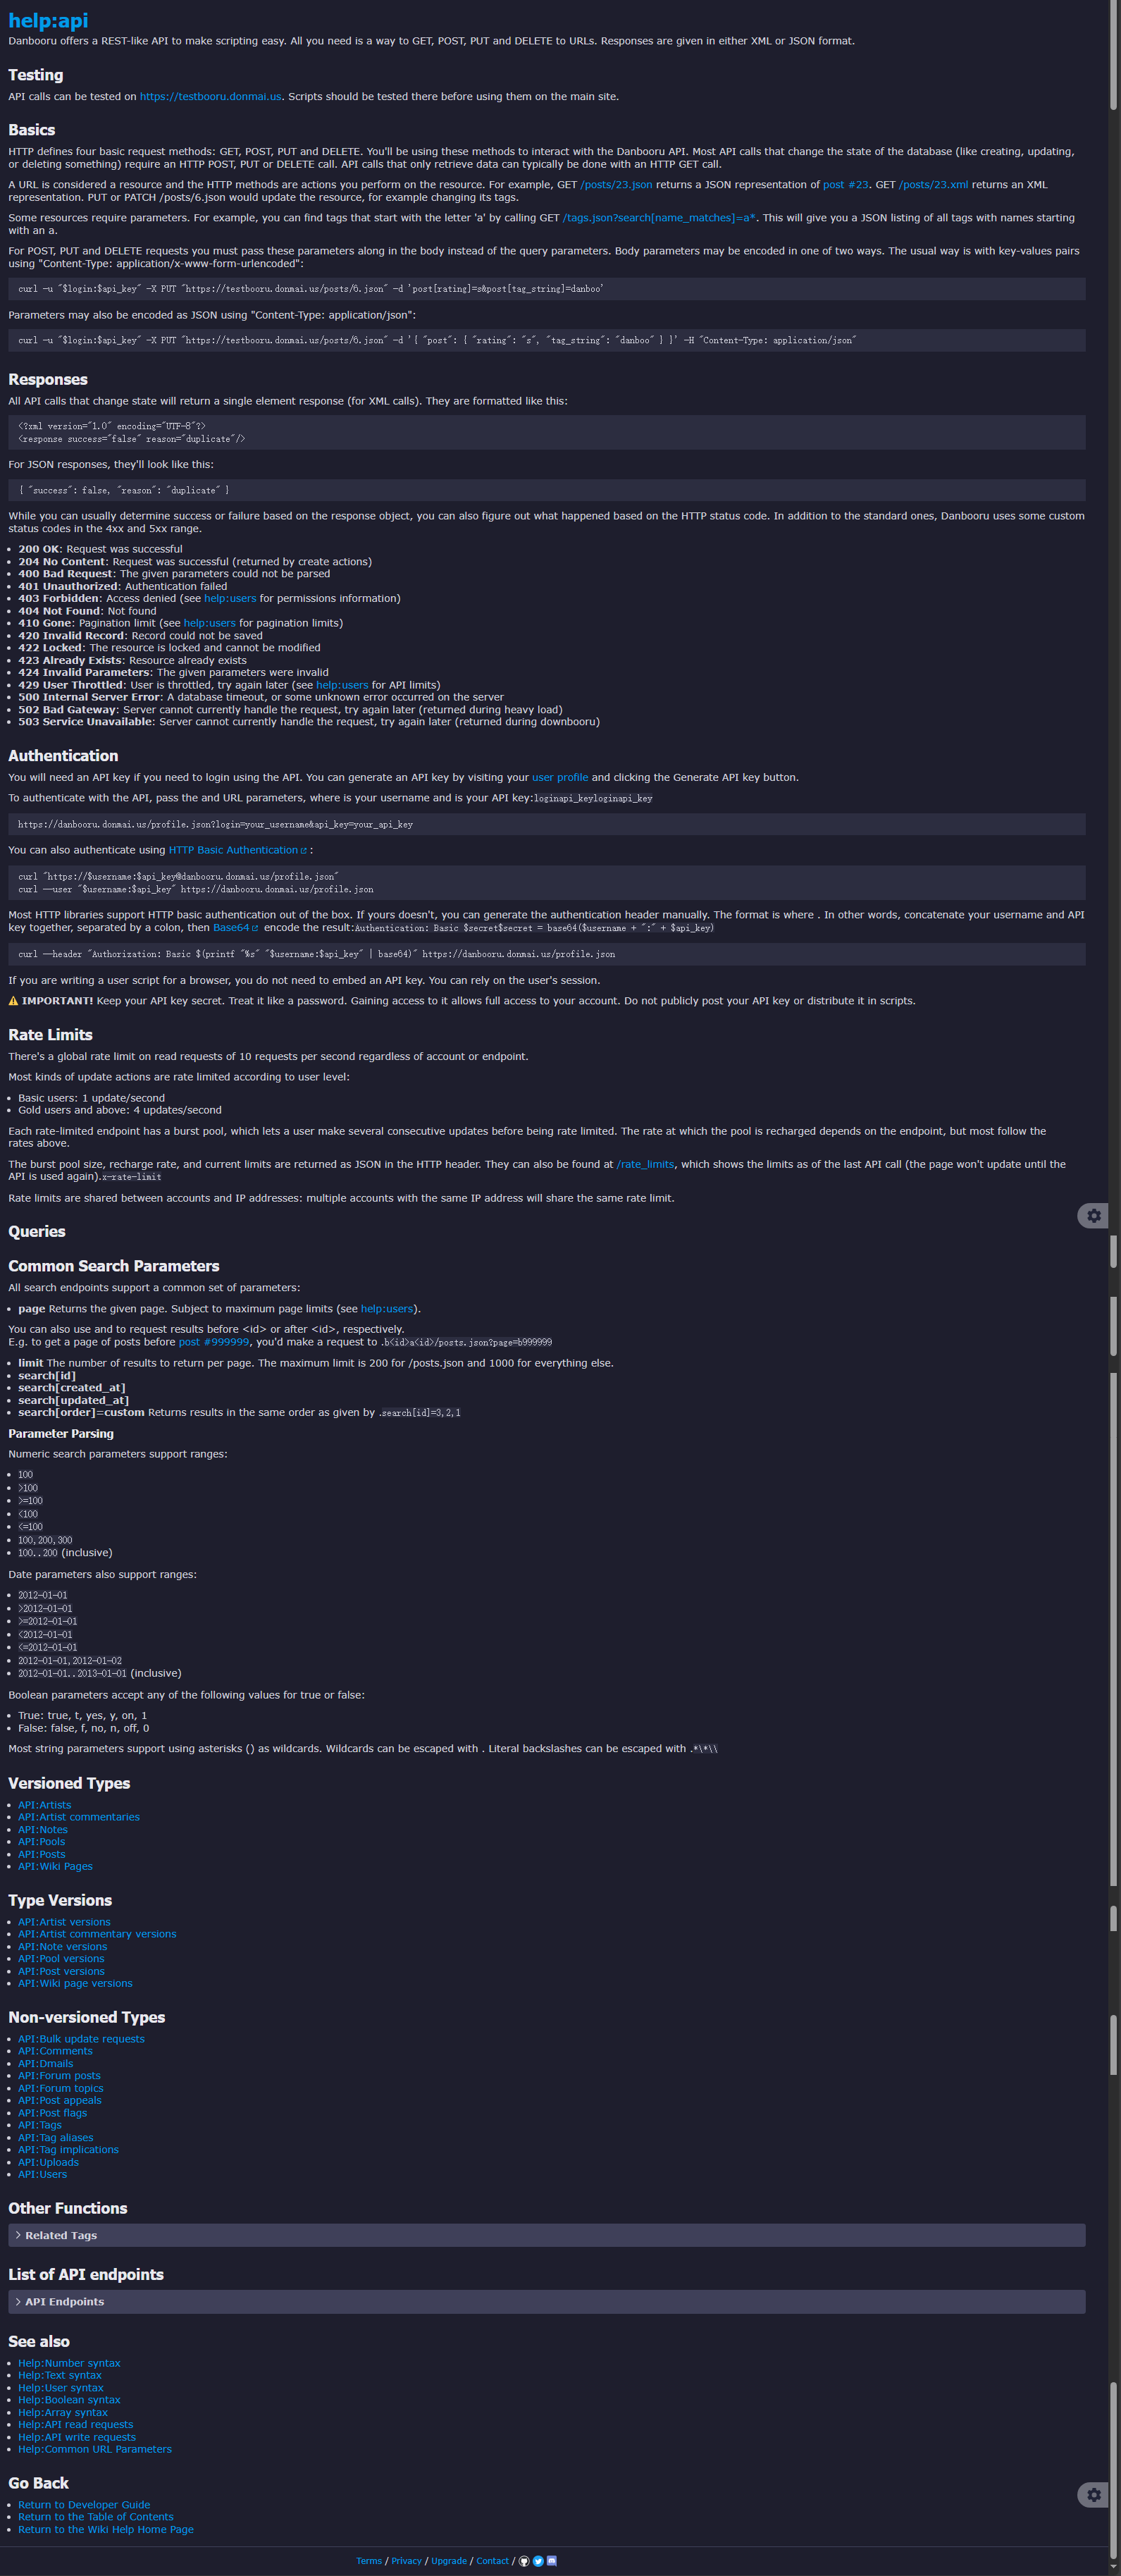 help:api
Danbooru offers a REST-like API to make scripting easy. All you need is a way to GET, POST, PUT and DELETE to URLs. Responses are given in either XML or JSON format.
Testing
API calls can be tested on https://testbooru.donmai.us. Scripts should be tested there before using them on the main site.
Basics
HTTP defines four basic request methods: GET, POST, PUT and DELETE. You'll be using these methods to interact with the Danbooru API. Most API calls that change the state of the database (like creating, updating,
or deleting something) require an HTTP POST, PUT or DELETE call. API calls that only retrieve data can typically be done with an HTTP GET call.
A URL is considered a resource and the HTTP methods are actions you perform on the resource. For example, GET /posts/23.json returns a JSON representation of post #23. GET /posts/23.xml returns an XML
representation. PUT or PATCH /posts/6.json would update the resource, for example changing its tags.
Some resources require parameters. For example, you can find tags that start with the letter 'a' by calling GET /tags.json?search[name_matches]=a*. This will give you a JSON listing of all tags with names starting
with an a.
For POST, PUT and DELETE requests you must pass these parameters along in the body instead of the query parameters. Body parameters may be encoded in one of two ways. The usual way is with key-values pairs
using "Content-Type: application/x-www-form-urlencoded":
curl -u "$login:$api_key" -X PUT "https://testbooru.donmai.us/posts/6.json" -d 'post[rating]=s&post[tag_string]=danboo'
Parameters may also be encoded as JSON using "Content-Type: application/json":
curl -u "$login:$api_key" -X PUT "https://testbooru.donmai.us/posts/6.json" -d '{ "post": { "rating": "s", "tag_string": "danboo" } }' -H "Content-Type: application/json"
Responses
All API calls that change state will return a single element response (for XML calls). They are formatted like this:
<?xml version="1.0" encoding="UTF-8"?>
<response success="false" reason="duplicate"/>
For JSON responses, they'll look like this:
{ "success": false, "reason": "duplicate" }
While you can usually determine success or failure based on the response object, you can also figure out what happened based on the HTTP status code. In addition to the standard ones, Danbooru uses some custom
status codes in the 4xx and 5xx range.
• 200 OK: Request was successful
• 204 No Content: Request was successful (returned by create actions)
• 400 Bad Request: The given parameters could not be parsed
• 401 Unauthorized: Authentication failed
• 403 Forbidden: Access denied (see help:users for permissions information)
• 404 Not Found: Not found
• 410 Gone: Pagination limit (see help:users for pagination limits)
• 420 Invalid Record: Record could not be saved
• 422 Locked: The resource is locked and cannot be modified
• 423 Already Exists: Resource already exists
• 424 Invalid Parameters: The given parameters were invalid
• 429 User Throttled: User is throttled, try again later (see help:users for API limits)
• 500 Internal Server Error: A database timeout, or some unknown error occurred on the server
• 502 Bad Gateway: Server cannot currently handle the request, try again later (returned during heavy load)
• 503 Service Unavailable: Server cannot currently handle the request, try again later (returned during downbooru)
Authentication
You will need an API key if you need to login using the API. You can generate an API key by visiting your user profile and clicking the Generate API key button.
To authenticate with the API, pass the and URL parameters, where is your username and is your API key:loginapi_keyloginapi_key
https://danbooru.donmai.us/profile.json?login=your_username&api_key=your_api_key
You can also authenticate using HTTP Basic Authentication :
curl "https://$username:$api_key@danbooru.donmai.us/profile.json"
curl --user "$username:$api_key" https://danbooru.donmai.us/profile.json
Most HTTP libraries support HTTP basic authentication out of the box. If yours doesn't, you can generate the authentication header manually. The format is where . In other words, concatenate your username and API
key together, separated by a colon, then Base64 encode the result:Authentication: Basic $secret$secret = base64($username + ":" + $api_key)
curl --header "Authorization: Basic $(printf "%s" "$username:$api_key" | base64)" https://danbooru.donmai.us/profile.json
If you are writing a user script for a browser, you do not need to embed an API key. You can rely on the user's session.
⚠ IMPORTANT! Keep your API key secret. Treat it like a password. Gaining access to it allows full access to your account. Do not publicly post your API key or distribute it in scripts.
Rate Limits
There's a global rate limit on read requests of 10 requests per second regardless of account or endpoint.
Most kinds of update actions are rate limited according to user level:
• Basic users: 1 update/second
• Gold users and above: 4 updates/second
Each rate-limited endpoint has a burst pool, which lets a user make several consecutive updates before being rate limited. The rate at which the pool is recharged depends on the endpoint, but most follow the
rates above.
The burst pool size, recharge rate, and current limits are returned as JSON in the HTTP header. They can also be found at /rate_limits, which shows the limits as of the last API call (the page won't update until the
API is used again).x-rate-limit
Rate limits are shared between accounts and IP addresses: multiple accounts with the same IP address will share the same rate limit.
Queries
Common Search Parameters
All search endpoints support a common set of parameters:
• page Returns the given page. Subject to maximum page limits (see help:users).
You can also use and to request results before <id> or after <id>, respectively.
E.g. to get a page of posts before post #999999, you'd make a request to .b<id>a<id>/posts.json?page=b999999
• limit The number of results to return per page. The maximum limit is 200 for /posts.json and 1000 for everything else.
• search[id]
• search[created_at]
• search[updated_at]
• search[order]=custom Returns results in the same order as given by .search[id]=3,2,1
Parameter Parsing
Numeric search parameters support ranges:
• 100
• >100
• >=100
• <100
• <=100
• 100,200,300
• 100..200 (inclusive)
Date parameters also support ranges:
• 2012-01-01
• >2012-01-01
• >=2012-01-01
• <2012-01-01
• <=2012-01-01
• 2012-01-01,2012-01-02
• 2012-01-01..2013-01-01 (inclusive)
Boolean parameters accept any of the following values for true or false:
• True: true, t, yes, y, on, 1
• False: false, f, no, n, off, 0
Most string parameters support using asterisks () as wildcards. Wildcards can be escaped with . Literal backslashes can be escaped with .*\*\\
Versioned Types
• API:Artists
• API:Artist commentaries
• API:Notes
• API:Pools
• API:Posts
• API:Wiki Pages
Type Versions
• API:Artist versions
• API:Artist commentary versions
• API:Note versions
• API:Pool versions
• API:Post versions
• API:Wiki page versions
Non-versioned Types
• API:Bulk update requests
• API:Comments
• API:Dmails
• API:Forum posts
• API:Forum topics
• API:Post appeals
• API:Post flags
• API:Tags
• API:Tag aliases
• API:Tag implications
• API:Uploads
• API:Users
Other Functions
Related Tags
List of API endpoints
API Endpoints
See also
• Help:Number syntax
• Help:Text syntax
• Help:User syntax
• Help:Boolean syntax
• Help:Array syntax
• Help:API read requests
• Help:API write requests
• Help:Common URL Parameters
Go Back
• Return to Developer Guide
• Return to the Table of Contents
• Return to the Wiki Help Home Page
Terms / Privacy / Upgrade / Contact /